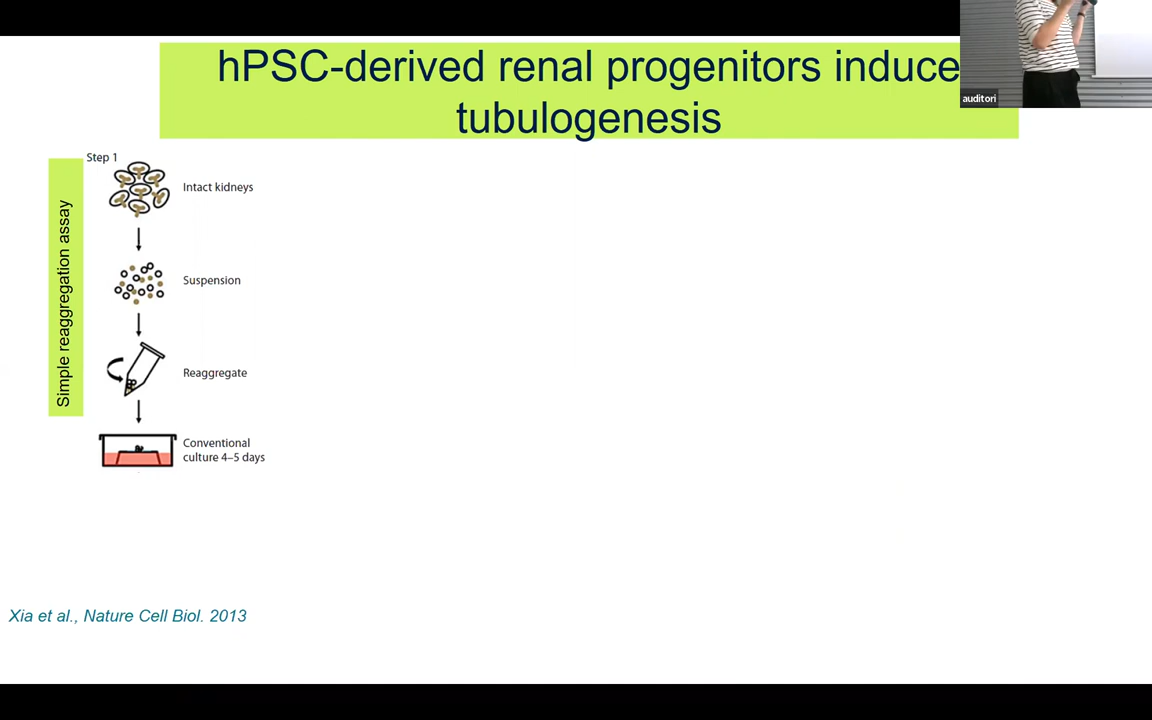 hPSC-derived renal progenitors induce
tubulogenesis
auditori
Step 1
Intact kidneys
Simple reaggregation assay
Suspension
Reaggregate
Conventional
culture 4–5 days
Xia et al., Nature Cell Biol. 2013